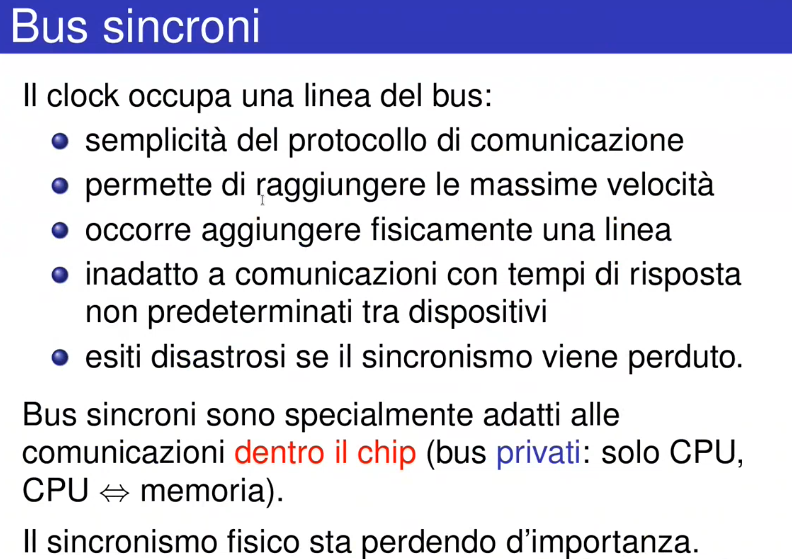 Bus sincroni
Il clock occupa una linea del bus:
semplicità del protocollo di comunicazione
permette di raggiungere le massime velocità
occorre aggiungere fisicamente una linea
inadatto a comunicazioni con tempi di risposta
non predeterminati tra dispositivi
esiti disastrosi se il sincronismo viene perduto.
Bus sincroni sono specialmente adatti alle
comunicazioni dentro il chip (bus privati: solo CPU,
CPU ⇔ memoria).
Il sincronismo fisico sta perdendo d'importanza.